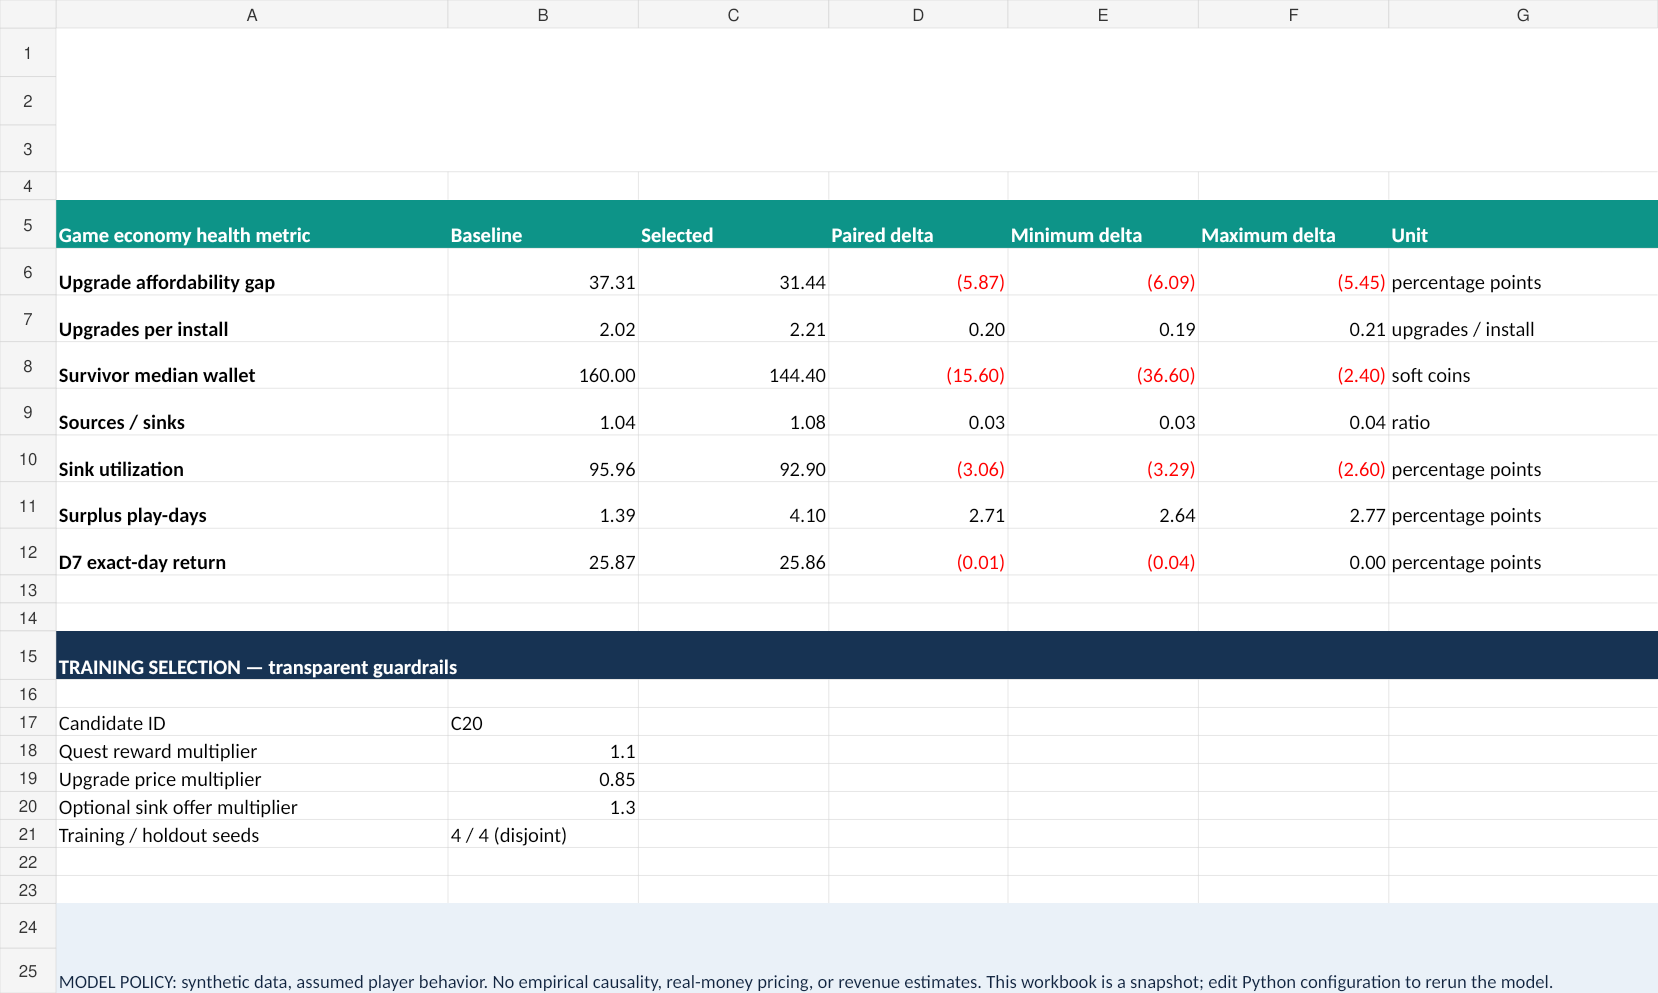 A B C D E F G
1
2
3
4
5 Game economy health metric Baseline Selected Paired delta Minimum delta Maximum delta Unit
6 Upgrade affordability gap 37.31 31.44 (5.87) (6.09) (5.45) percentage points
7 Upgrades per install 2.02 2.21 0.20 0.19 0.21 upgrades / install
8 Survivor median wallet 160.00 144.40 (15.60) (36.60) (2.40) soft coins
9 Sources / sinks 1.04 1.08 0.03 0.03 0.04 ratio
10 Sink utilization 95.96 92.90 (3.06) (3.29) (2.60) percentage points
11 Surplus play-days 1.39 4.10 2.71 2.64 2.77 percentage points
12 D7 exact-day return 25.87 25.86 (0.01) (0.04) 0.00 percentage points
13
14
15 TRAINING SELECTION — transparent guardrails
16
17 Candidate ID C20
18 Quest reward multiplier 1.1
19 Upgrade price multiplier 0.85
20 Optional sink offer multiplier 1.3
21 Training / holdout seeds 4 / 4 (disjoint)
22
23
24
25 MODEL POLICY: synthetic data, assumed player behavior. No empirical causality, real-money pricing, or revenue estimates. This workbook is a snapshot; edit Python configuration to rerun the model.